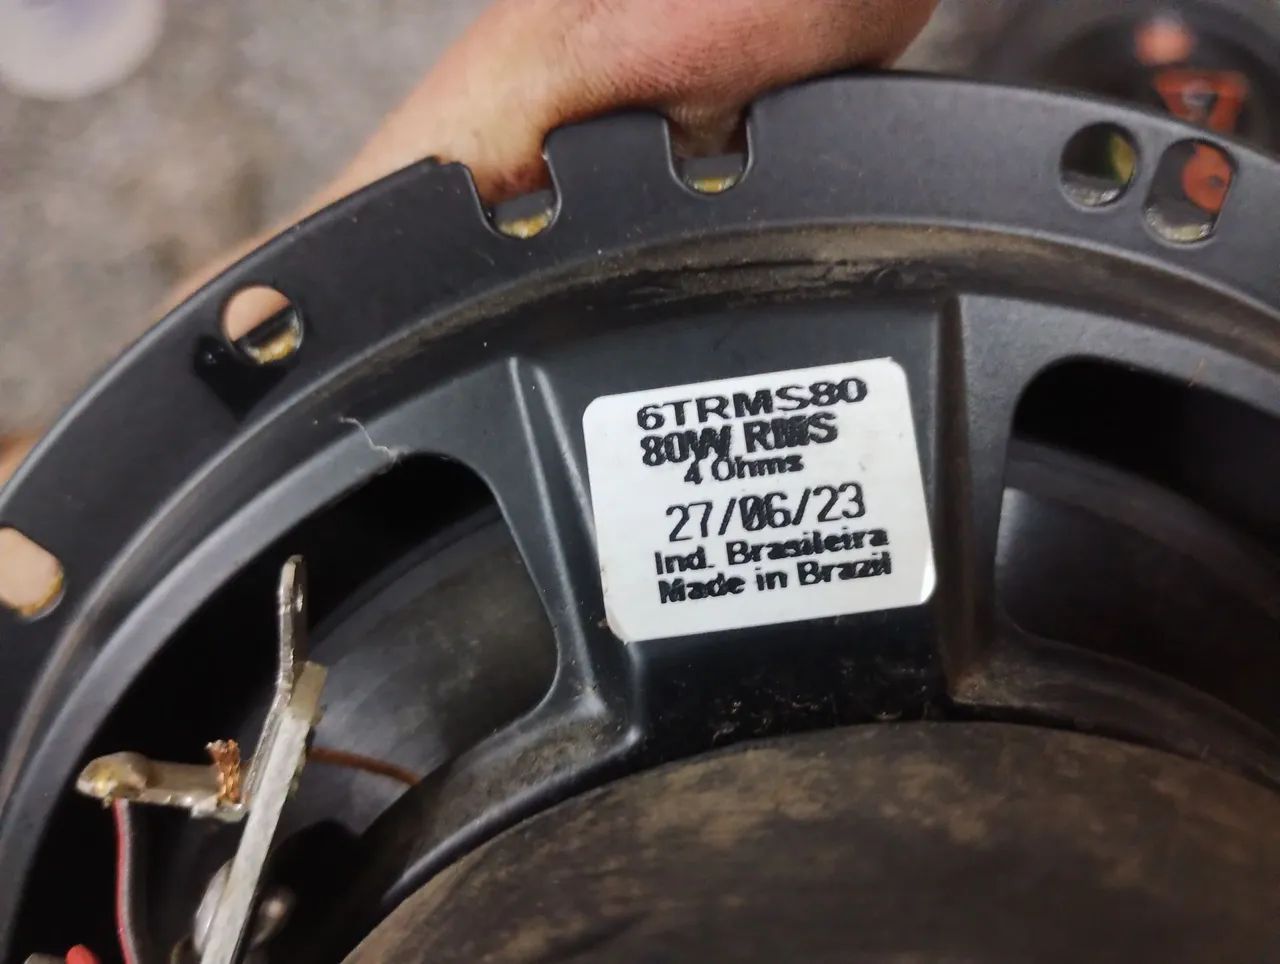 6TRMS80
80W RMS
4 Ohms
27/06/23
Ind. Brasileira
Made in Brazil